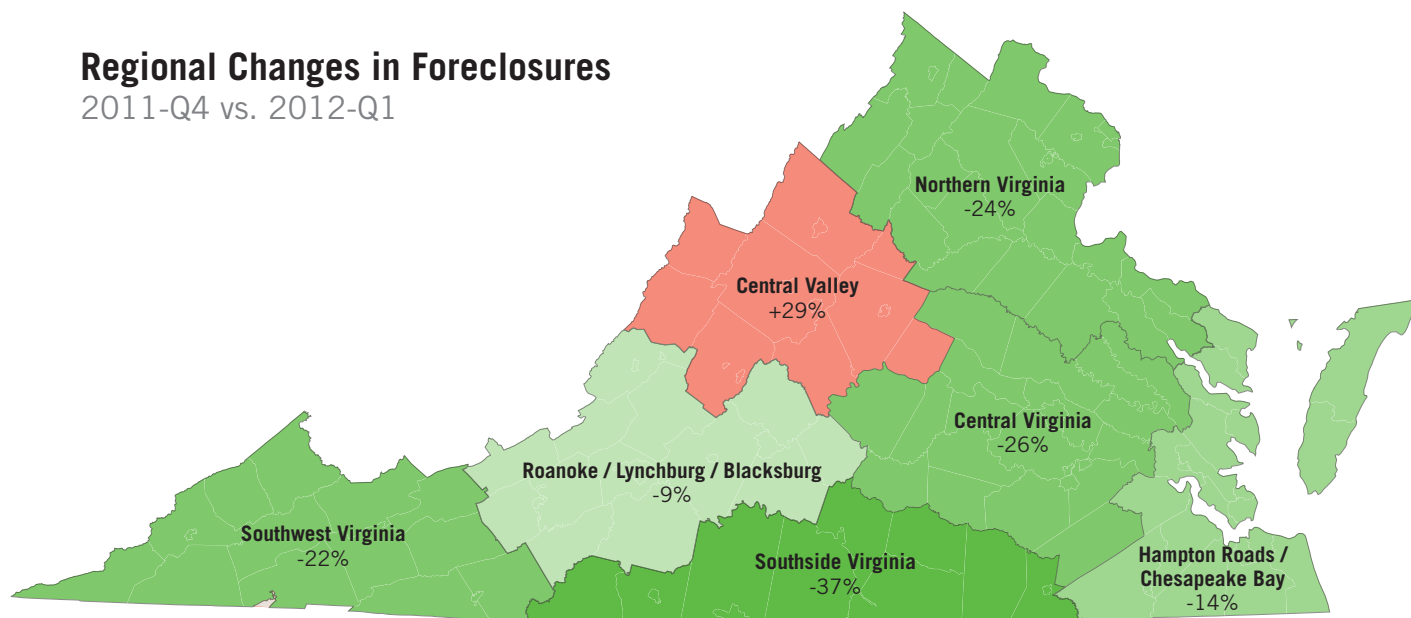 Regional Changes in Foreclosures
2011-Q4 vs. 2012-Q1
Northern Virginia
-24%
Central Valley
+29%
Central Virginia
-26%
Roanoke / Lynchburg / Blacksburg
-9%
Southwest Virginia
-22%
Southside Virginia
-37%
Hampton Roads /
Chesapeake Bay
-14%